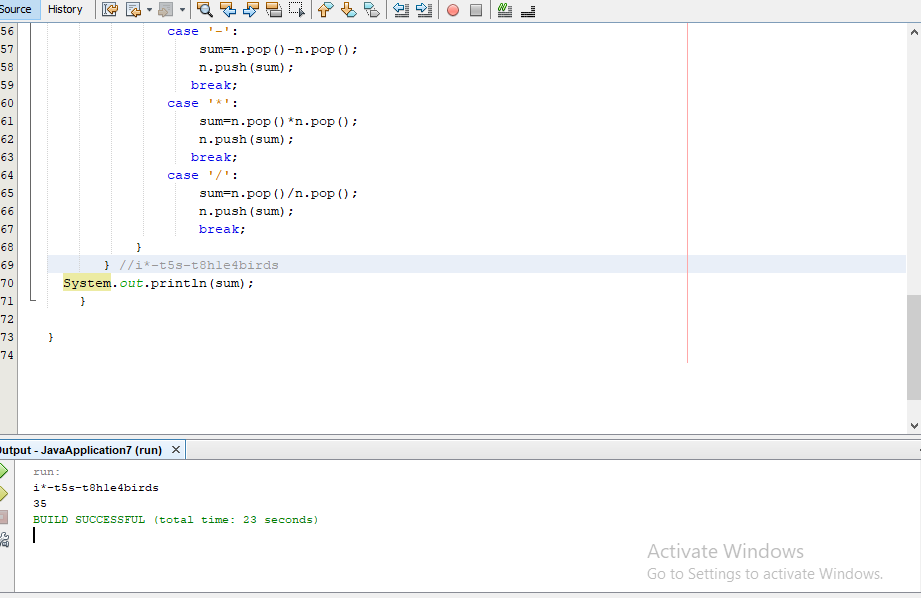 Source History
56 case '-':
57 sum=n.pop()-n.pop();
58 n.push(sum);
59 break;
60 case '*':
61 sum=n.pop()*n.pop();
62 n.push(sum);
63 break;
64 case '/':
65 sum=n.pop()/n.pop();
66 n.push(sum);
67 break;
68 }
69 } //i*-t5s-t8h1e4birds
70 System.out.println(sum);
71 }
72
73 }
74
Output - JavaApplication7 (run) ×
run:
i*-t5s-t8h1e4birds
35
BUILD SUCCESSFUL (total time: 23 seconds)
Activate Windows
Go to Settings to activate Windows.